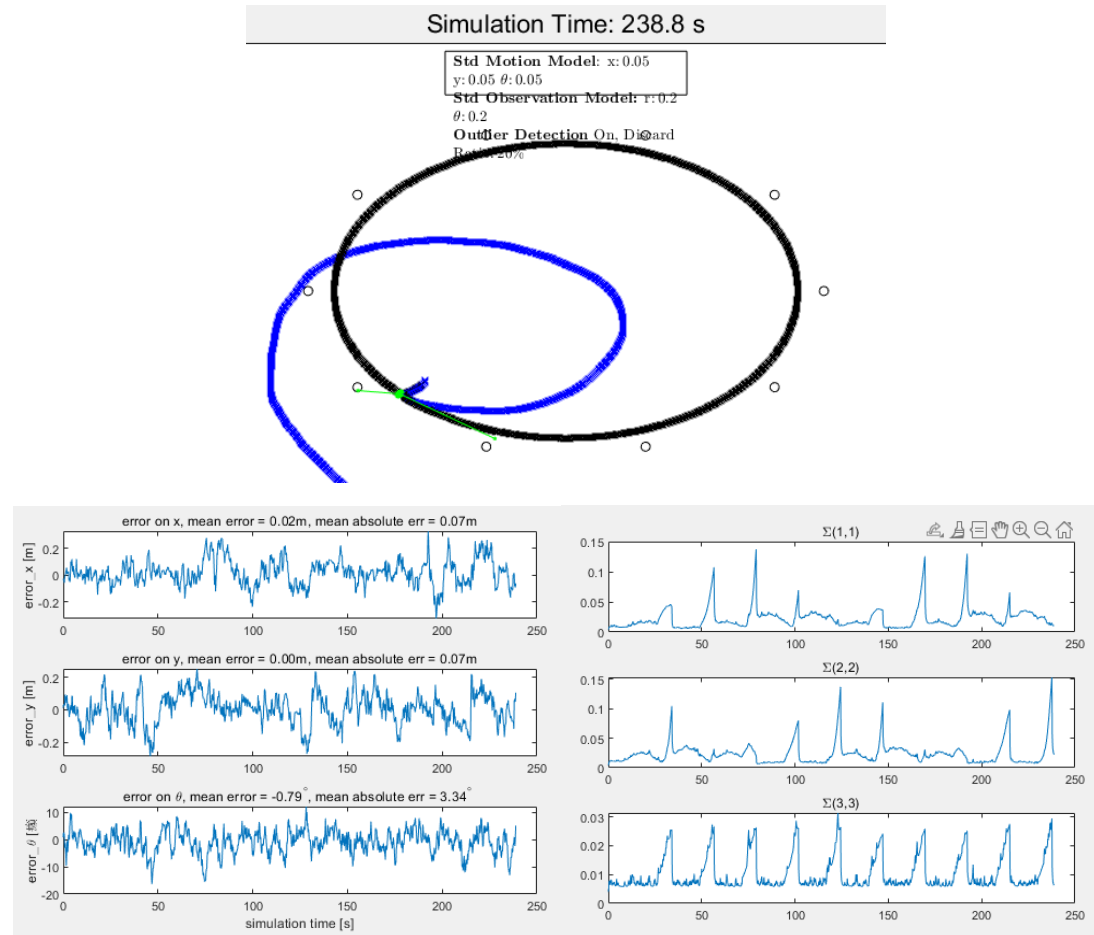 Simulation Time: 238.8 s
Std Motion Model: x: 0.05
y: 0.05 θ: 0.05
Std Observation Model: r: 0.2
θ: 0.2
Outlier Detection On, Discard
Ratio: 20%
error on x, mean error = 0.02m, mean absolute err = 0.07m
error_x [m]
0.2
0
-0.2
0 50 100 150 200 250
error on y, mean error = 0.00m, mean absolute err = 0.07m
error_y [m]
0.2
0
-0.2
0 50 100 150 200 250
error on θ, mean error = -0.79°, mean absolute err = 3.34°
error_θ
10
0
-10
-20
0 50 100 150 200 250
simulation time [s]
Σ(1,1)
0.15
0.1
0.05
0
0 50 100 150 200 250
Σ(2,2)
0.15
0.1
0.05
0
0 50 100 150 200 250
Σ(3,3)
0.03
0.02
0.01
0
0 50 100 150 200 250